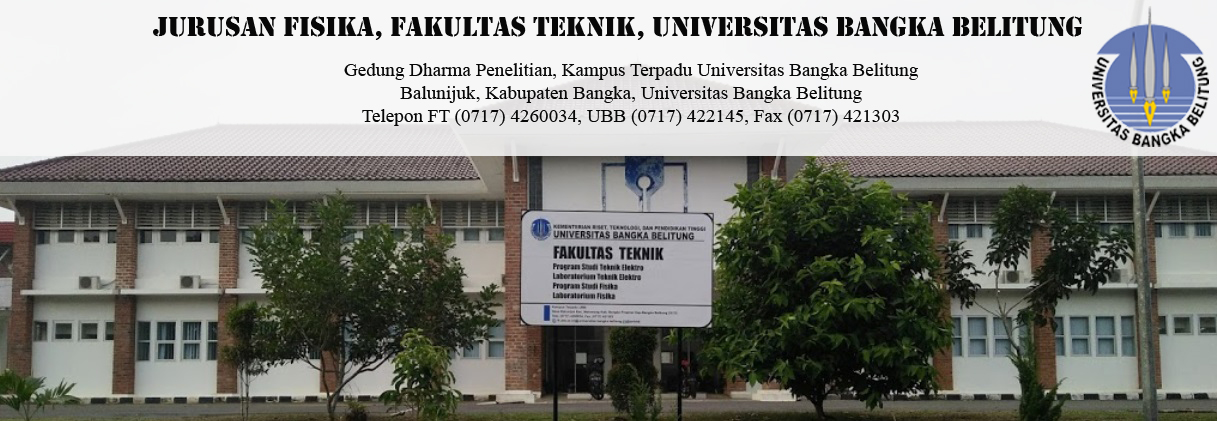 JURUSAN FISIKA, FAKULTAS TEKNIK, UNIVERSITAS BANGKA BELITUNG
Gedung Dharma Penelitian, Kampus Terpadu Universitas Bangka Belitung
Balunijuk, Kabupaten Bangka, Universitas Bangka Belitung
Telepon FT (0717) 4260034, UBB (0717) 422145, Fax (0717) 421303
UNIVERSITAS BANGKA BELITUNG
KEMENTERIAN RISET, TEKNOLOGI, DAN PENDIDIKAN TINGGI
UNIVERSITAS BANGKA BELITUNG
FAKULTAS TEKNIK
Program Studi Teknik Elektro
Laboratorium Teknik Elektro
Program Studi Fisika
Laboratorium Fisika